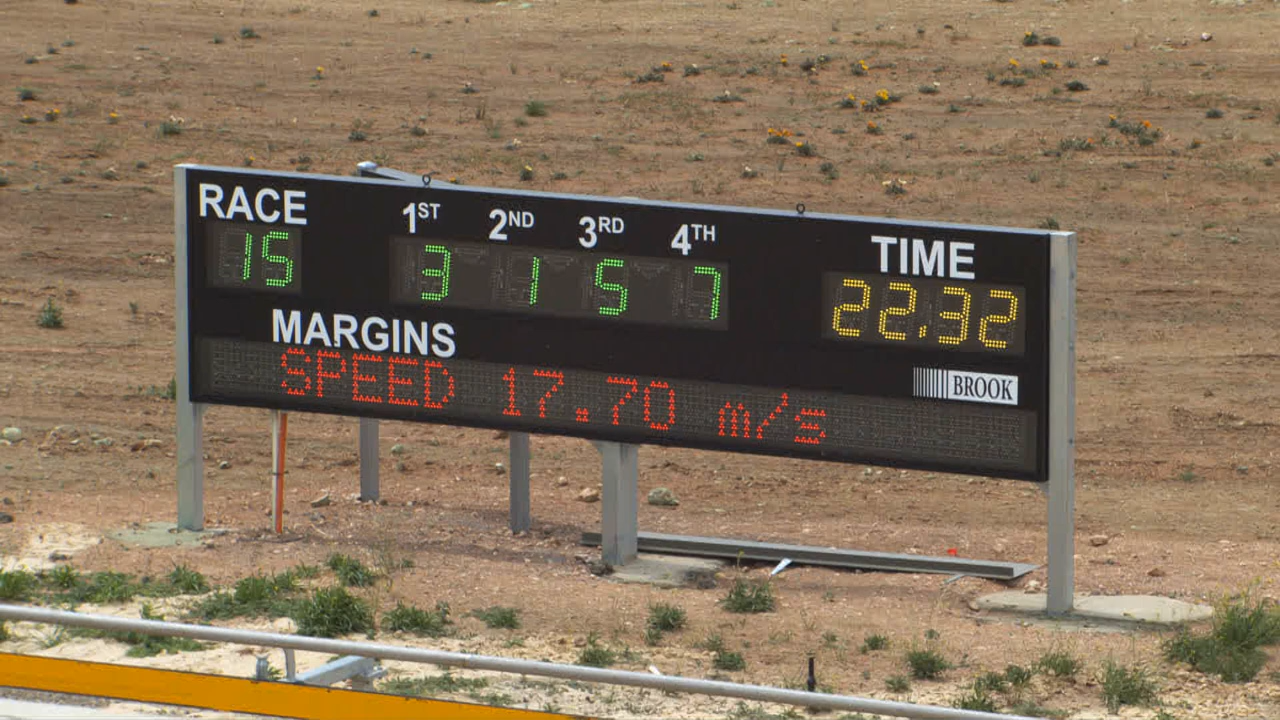 RACE 1ST 2ND 3RD 4TH TIME
15 3 1 5 7 22.32
MARGINS
BROOK
SPEED 17.70 m/s